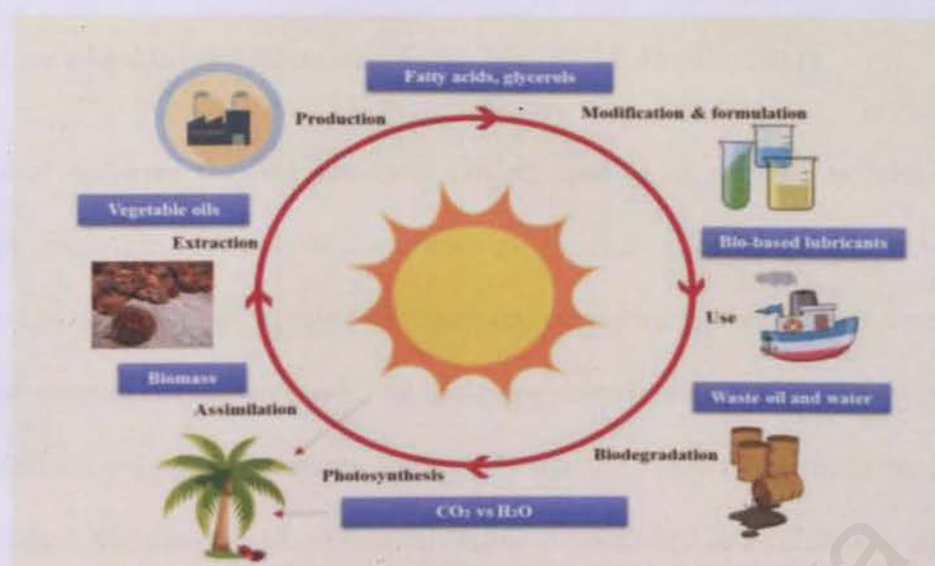 Fatty acids, glycerols
Production
Modification & formulation
Vegetable oils
Extraction
Bio-based lubricants
Use
Biomass
Waste oil and water
Assimilation
Biodegradation
Photosynthesis
CO₂ vs H₂O